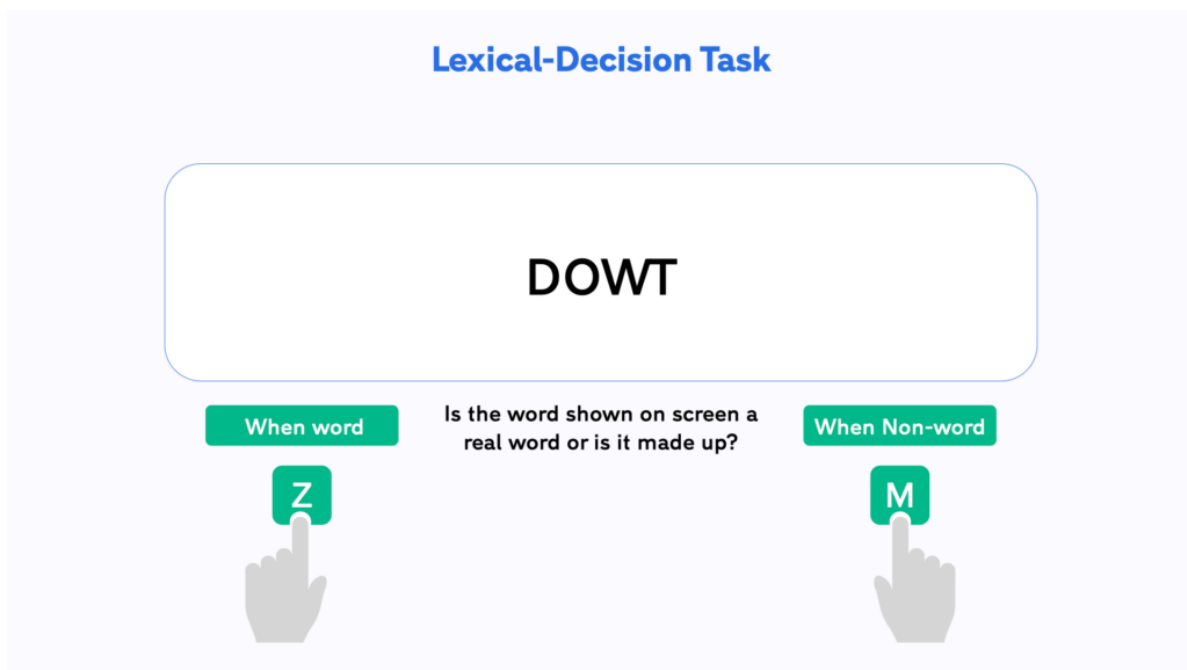 Lexical-Decision Task
DOWT
When word
Is the word shown on screen a
real word or is it made up?
When Non-word
Z
M